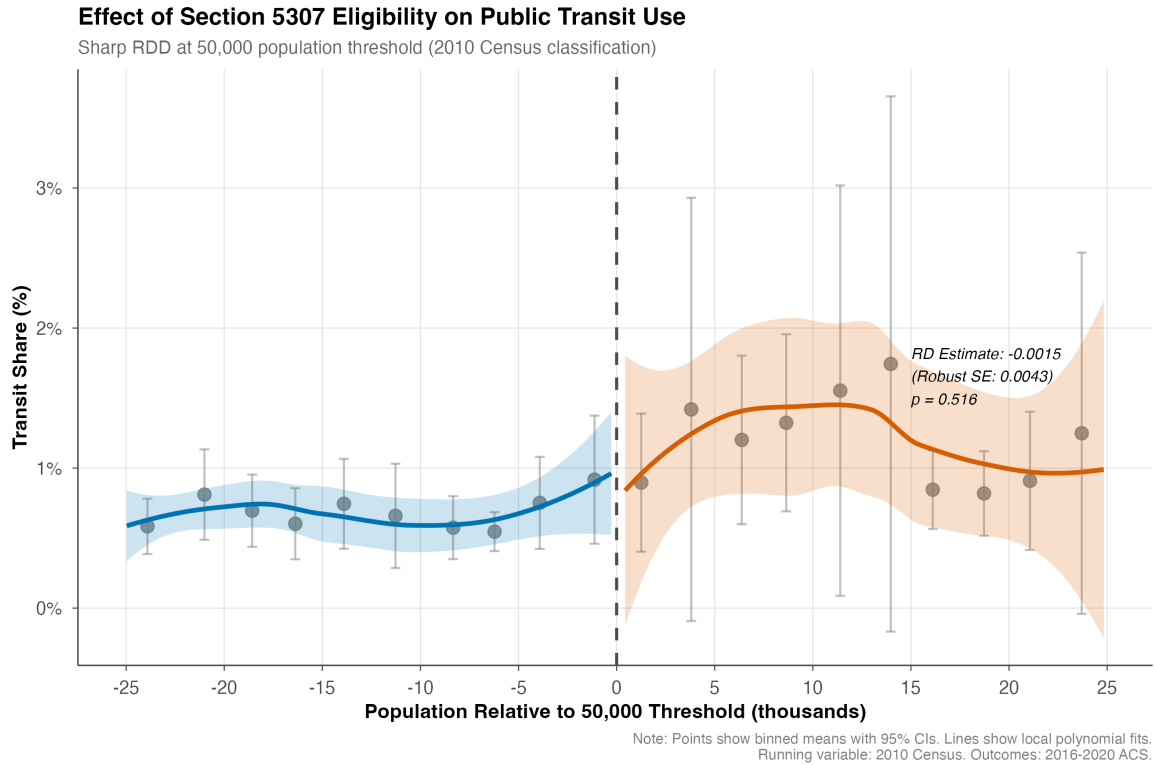 Effect of Section 5307 Eligibility on Public Transit Use
Sharp RDD at 50,000 population threshold (2010 Census classification)
Transit Share (%)
3%
2%
1%
0%
RD Estimate: -0.0015
(Robust SE: 0.0043)
p = 0.516
-25 -20 -15 -10 -5 0 5 10 15 20 25
Population Relative to 50,000 Threshold (thousands)
Note: Points show binned means with 95% CIs. Lines show local polynomial fits.
Running variable: 2010 Census. Outcomes: 2016-2020 ACS.